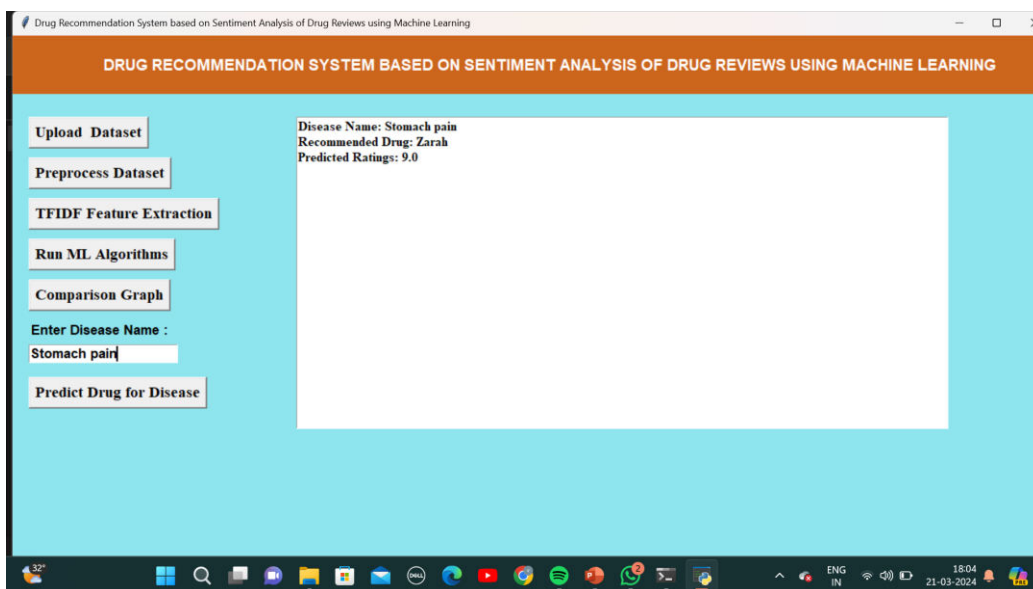 Drug Recommendation System based on Sentiment Analysis of Drug Reviews using Machine Learning
DRUG RECOMMENDATION SYSTEM BASED ON SENTIMENT ANALYSIS OF DRUG REVIEWS USING MACHINE LEARNING
Upload Dataset
Preprocess Dataset
TFIDF Feature Extraction
Run ML Algorithms
Comparison Graph
Enter Disease Name :
Stomach pain
Predict Drug for Disease
Disease Name: Stomach pain
Recommended Drug: Zarah
Predicted Ratings: 9.0
32°
DELL
2
ENG
IN
18:04
21-03-2024